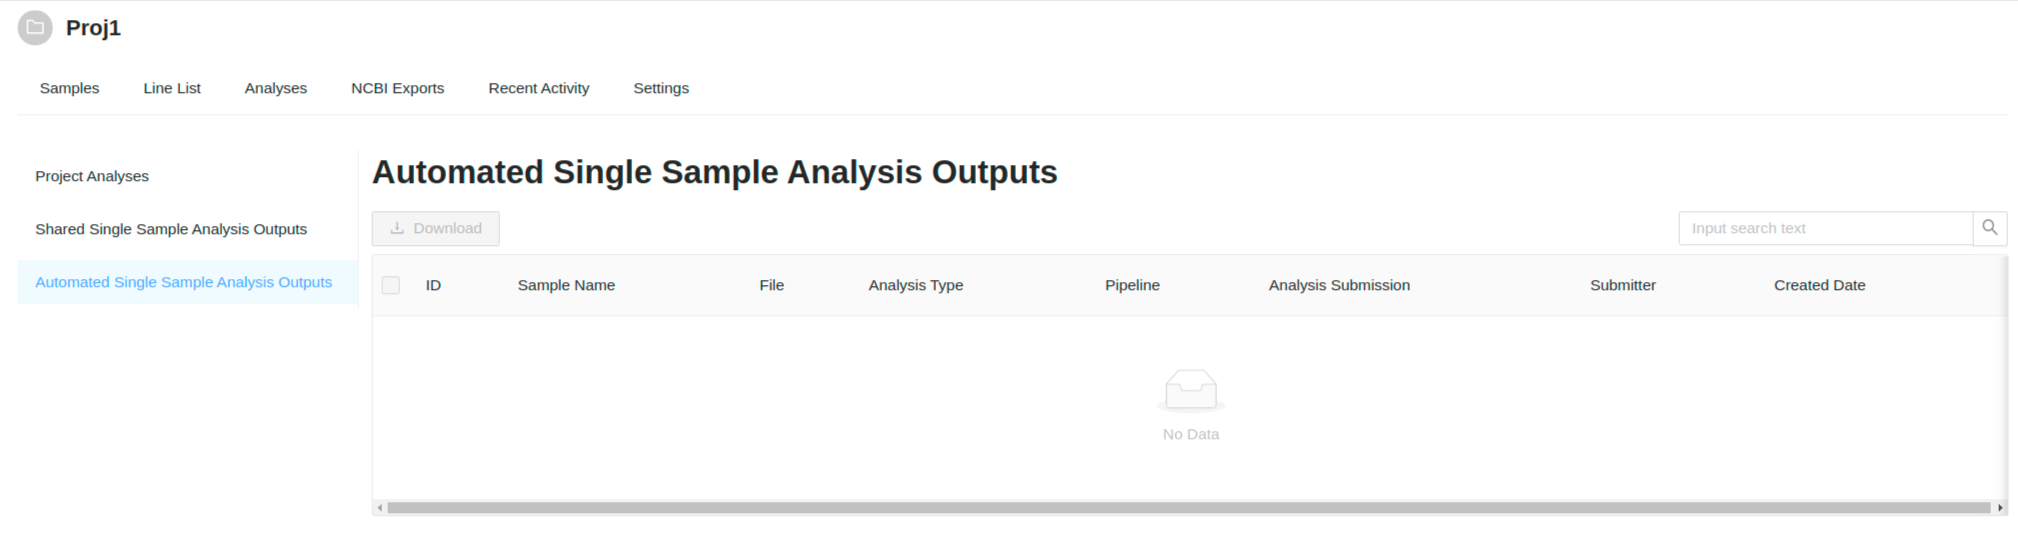 Proj1
Samples Line List Analyses NCBI Exports Recent Activity Settings
Project Analyses
Shared Single Sample Analysis Outputs
Automated Single Sample Analysis Outputs
Automated Single Sample Analysis Outputs
Download
Input search text
ID Sample Name File Analysis Type Pipeline Analysis Submission Submitter Created Date
No Data